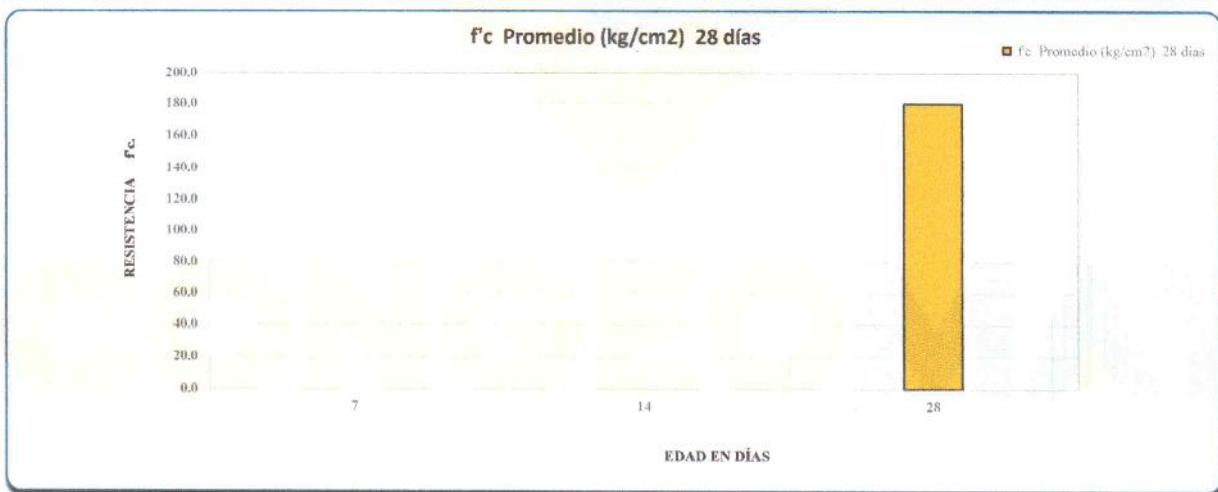 f'c Promedio (kg/cm2) 28 días
f'c Promedio (kg/cm2) 28 dias
RESISTENCIA f'c.
200.0
180.0
160.0
140.0
120.0
100.0
80.0
60.0
40.0
20.0
0.0
7
14
28
EDAD EN DÍAS
CONGEO